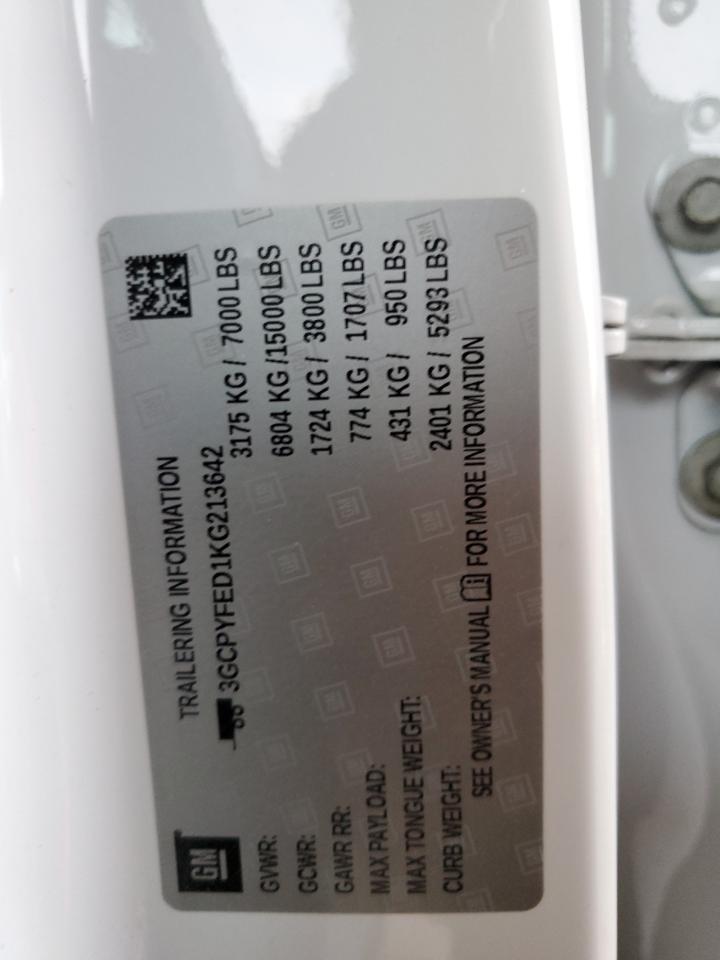 GM
TRAILERING INFORMATION
3GCPYFED1KG213642
GVWR: 3175 KG / 7000 LBS
GCWR: 6804 KG /15000LBS
GAWR RR: 1724 KG / 3800 LBS
MAX PAYLOAD: 774 KG / 1707 LBS
MAX TONGUE WEIGHT: 431 KG / 950 LBS
CURB WEIGHT: 2401 KG / 5293 LBS
SEE OWNER'S MANUAL FOR MORE INFORMATION